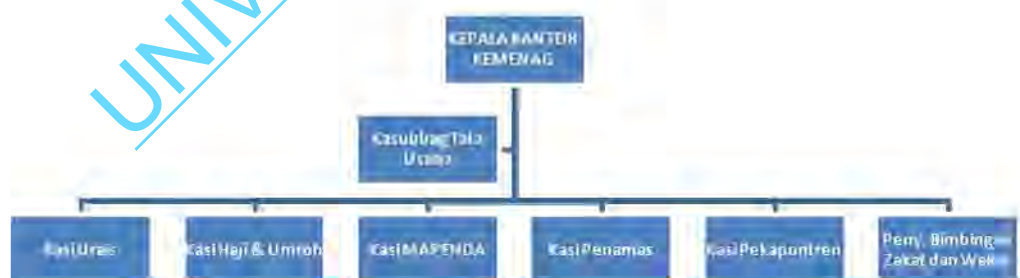 UNIV
KEPALA KANTOR
KEMENAG
Kasubbag Tata
Usaha
Kasi Urais
Kasi Haji & Umroh
Kasi MAPENDA
Kasi Penamas
Kasi Pekapontren
Peny. Bimbingan
Zakat dan Wakaf